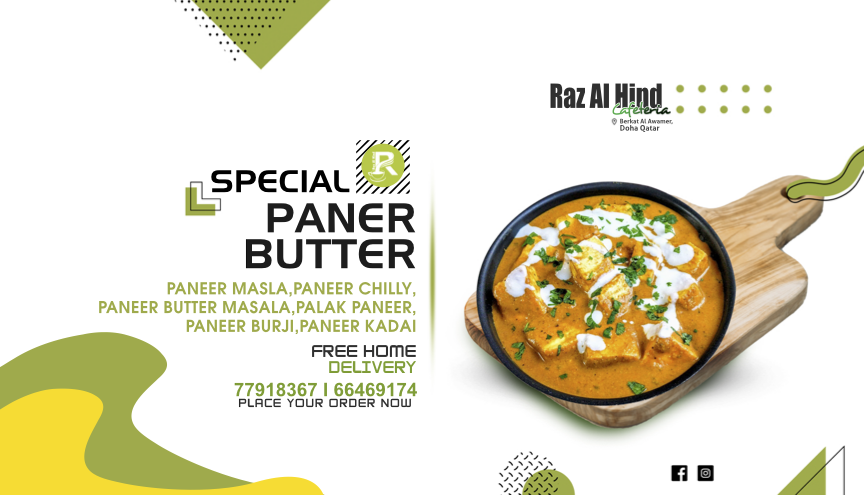 Raz Al Hind
Cafeteria
Berkat Al Awamer,
Doha Qatar
R
SPECIAL
PANER
BUTTER
PANEER MASLA,PANEER CHILLY,
PANEER BUTTER MASALA,PALAK PANEER,
PANEER BURJI,PANEER KADAI
FREE HOME
DELIVERY
77918367 I 66469174
PLACE YOUR ORDER NOW